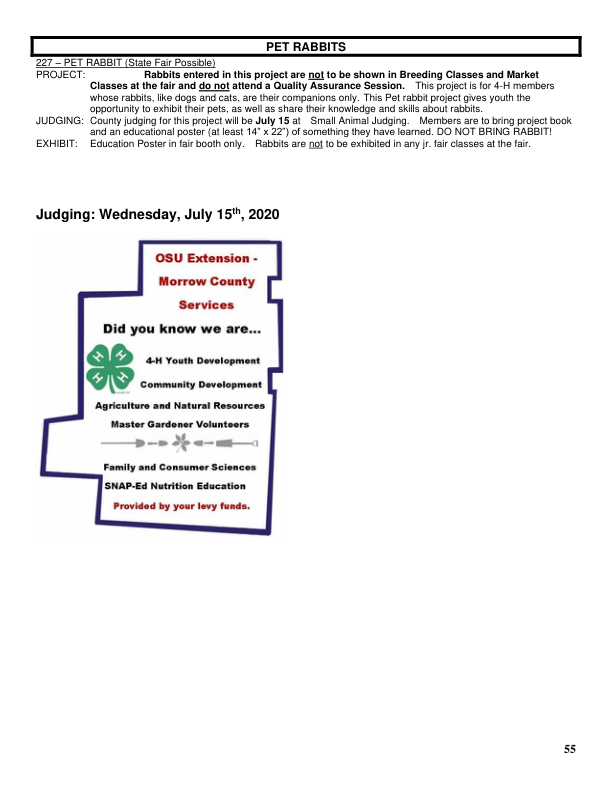 PET RABBITS
227 – PET RABBIT (State Fair Possible)
PROJECT: Rabbits entered in this project are not to be shown in Breeding Classes and Market
Classes at the fair and do not attend a Quality Assurance Session. This project is for 4-H members
whose rabbits, like dogs and cats, are their companions only. This Pet rabbit project gives youth the
opportunity to exhibit their pets, as well as share their knowledge and skills about rabbits.
JUDGING: County judging for this project will be July 15 at Small Animal Judging. Members are to bring project book
and an educational poster (at least 14” x 22”) of something they have learned. DO NOT BRING RABBIT!
EXHIBIT: Education Poster in fair booth only. Rabbits are not to be exhibited in any jr. fair classes at the fair.
Judging: Wednesday, July 15th, 2020
OSU Extension -
Morrow County
Services
Did you know we are...
H H
H H
4-H Youth Development
Community Development
Agriculture and Natural Resources
Master Gardener Volunteers
Family and Consumer Sciences
SNAP-Ed Nutrition Education
Provided by your levy funds.
55